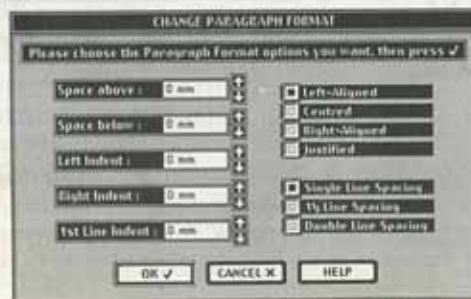 CHANGE PARAGRAPH FORMAT
Please choose the Paragraph Format options you want, then press ✓
Space above : 0 mm
Space below : 0 mm
Left Indent : 0 mm
Right Indent : 0 mm
1st Line Indent : 0 mm
Left-Aligned
Centred
Right-Aligned
Justified
Single Line Spacing
1½ Line Spacing
Double Line Spacing
OK ✓
CANCEL ✗
HELP